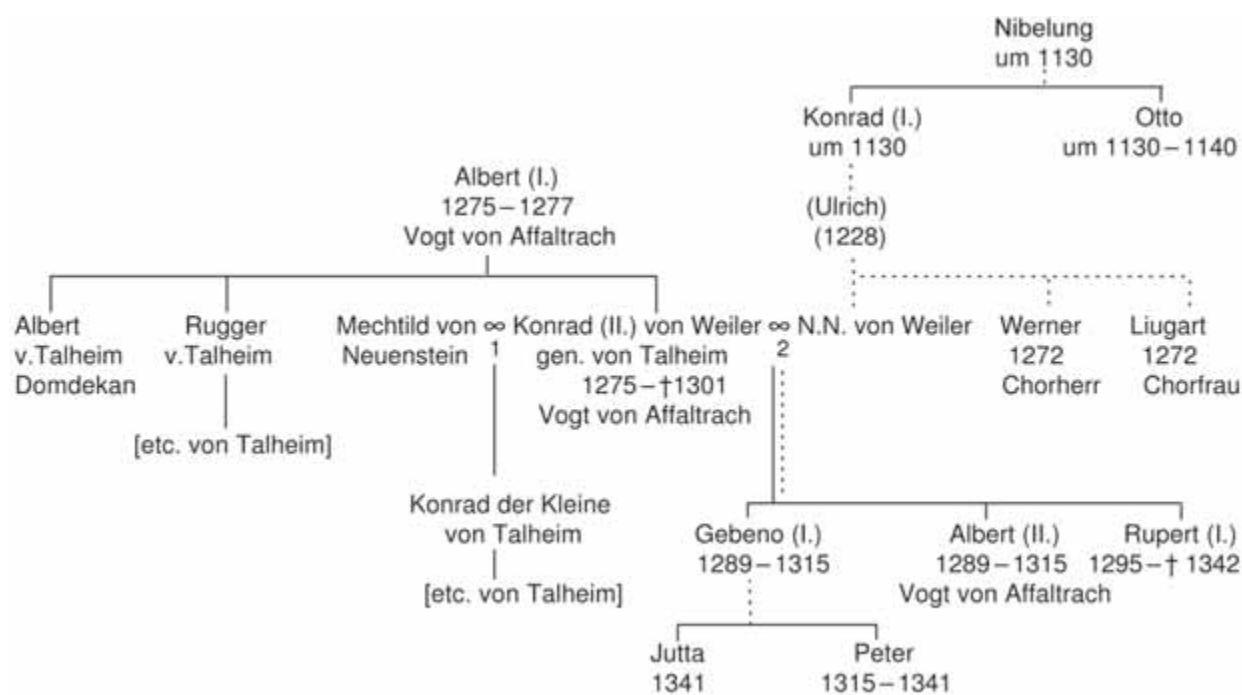 Nibelung
um 1130
Konrad (I.)
um 1130
Otto
um 1130–1140
Albert (I.)
1275–1277
Vogt von Affaltrach
(Ulrich)
(1228)
Albert
v.Talheim
Domdekan
Rugger
v.Talheim
[etc. von Talheim]
Mechtild von
Neuenstein
∞
1
Konrad (II.) von Weiler
gen. von Talheim
1275–†1301
Vogt von Affaltrach
∞
2
N.N. von Weiler
Werner
1272
Chorherr
Liugart
1272
Chorfrau
Konrad der Kleine
von Talheim
[etc. von Talheim]
Gebeno (I.)
1289–1315
Albert (II.)
1289–1315
Vogt von Affaltrach
Rupert (I.)
1295–† 1342
Jutta
1341
Peter
1315–1341